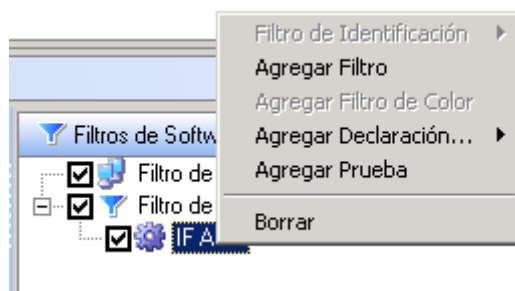 Filtro de Identificación
Agregar Filtro
Agregar Filtro de Color
Agregar Declaración...
Agregar Prueba
Borrar
Filtros de Softw
Filtro de
Filtro de
IF A